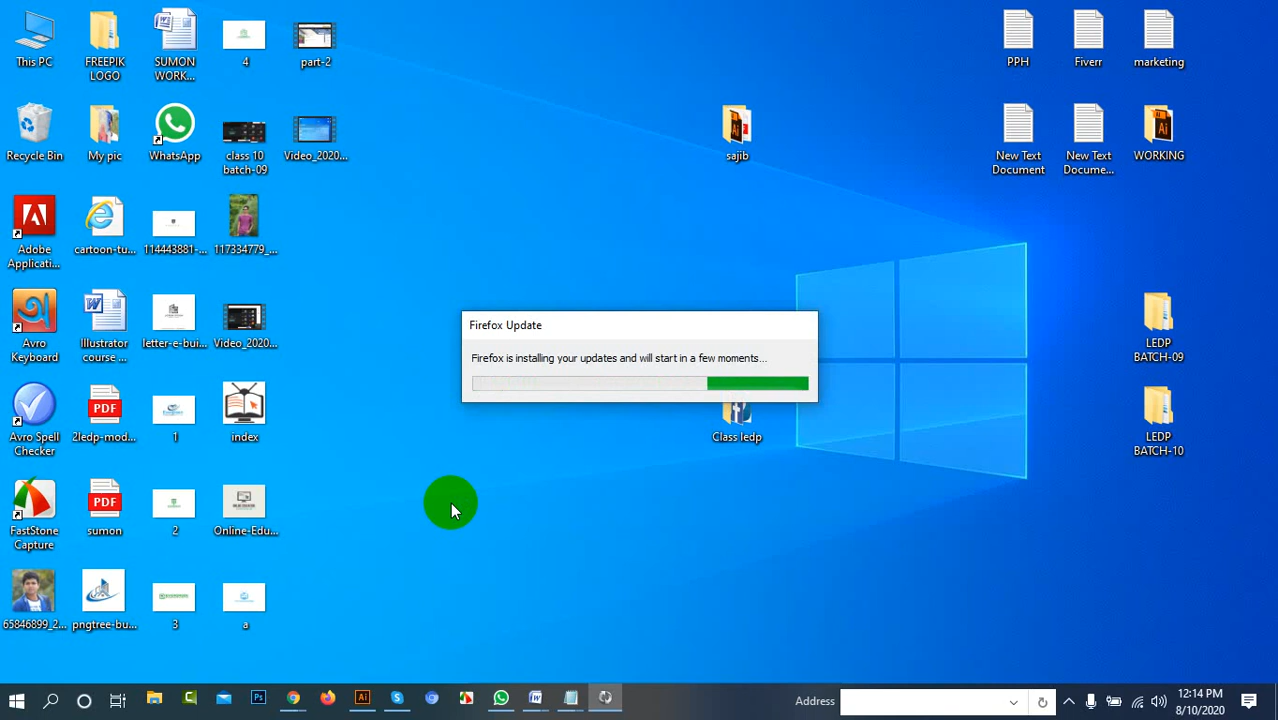 This PC
FREEPIK
LOGO
SUMON
WORK...
4
part-2
PPH
Fiverr
marketing
Recycle Bin
My pic
WhatsApp
class 10
batch-09
Video_2020...
sajib
New Text
Document
New Text
Docume...
WORKING
Adobe
Applicati...
cartoon-tu...
114443881-...
117334779_...
Avro
Keyboard
Illustrator
course ...
letter-e-bui...
Video_2020...
Firefox Update
Firefox is installing your updates and will start in a few moments...
LEDP
BATCH-09
Avro Spell
Checker
PDF
2ledp-mod...
1
index
Class ledp
LEDP
BATCH-10
FastStone
Capture
PDF
sumon
2
Online-Edu...
65846899_2...
pngtree-bu...
3
a
Address
12:14 PM
8/10/2020